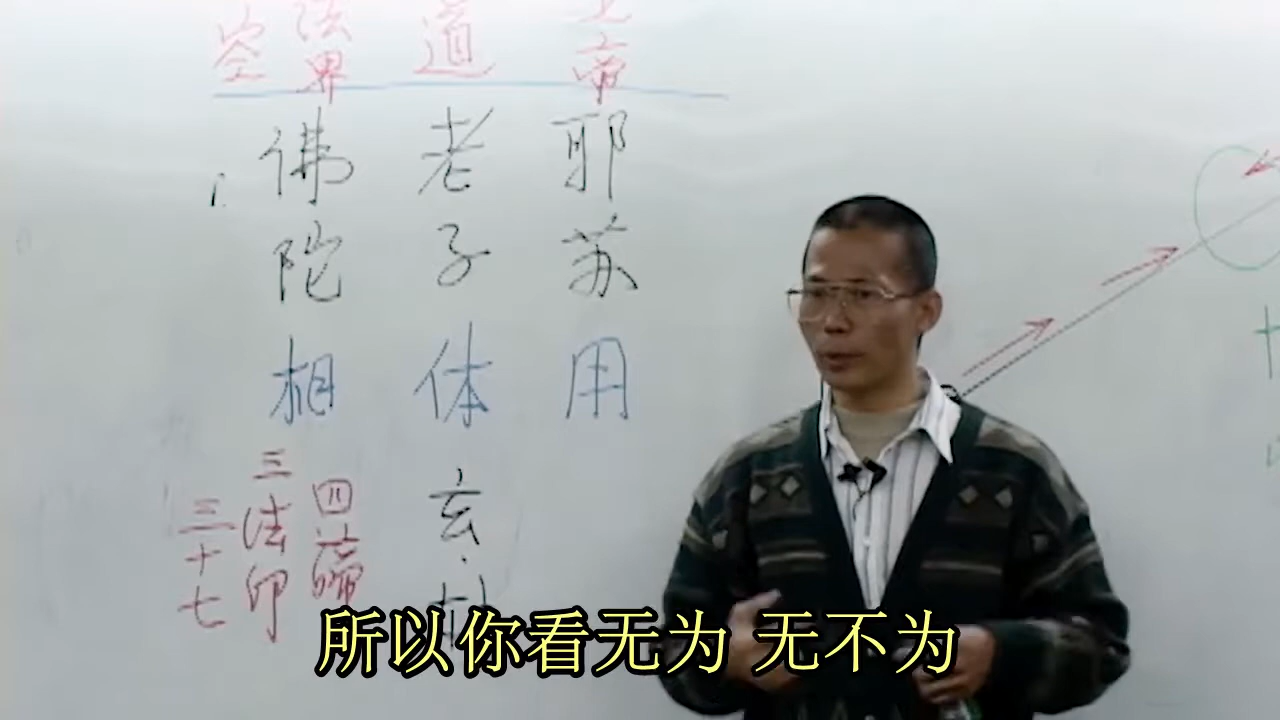 上帝
道
法界
空
耶苏用
老子体玄
1.
佛陀相
四谛
三法印
三十七
所以你看无为 无不为